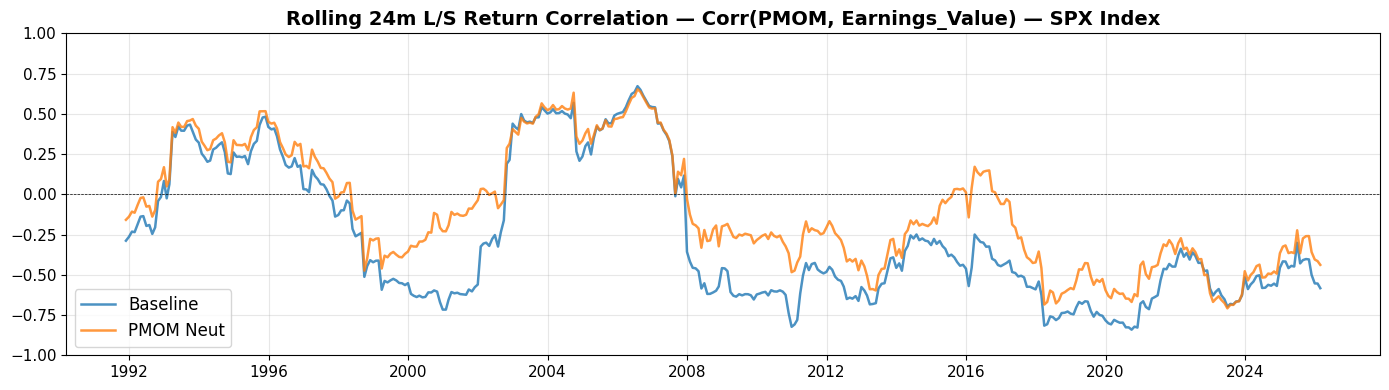 Rolling 24m L/S Return Correlation — Corr(PMOM, Earnings_Value) — SPX Index
1.00
0.75
0.50
0.25
0.00
−0.25
−0.50
−0.75
−1.00
Baseline
PMOM Neut
1992 1996 2000 2004 2008 2012 2016 2020 2024